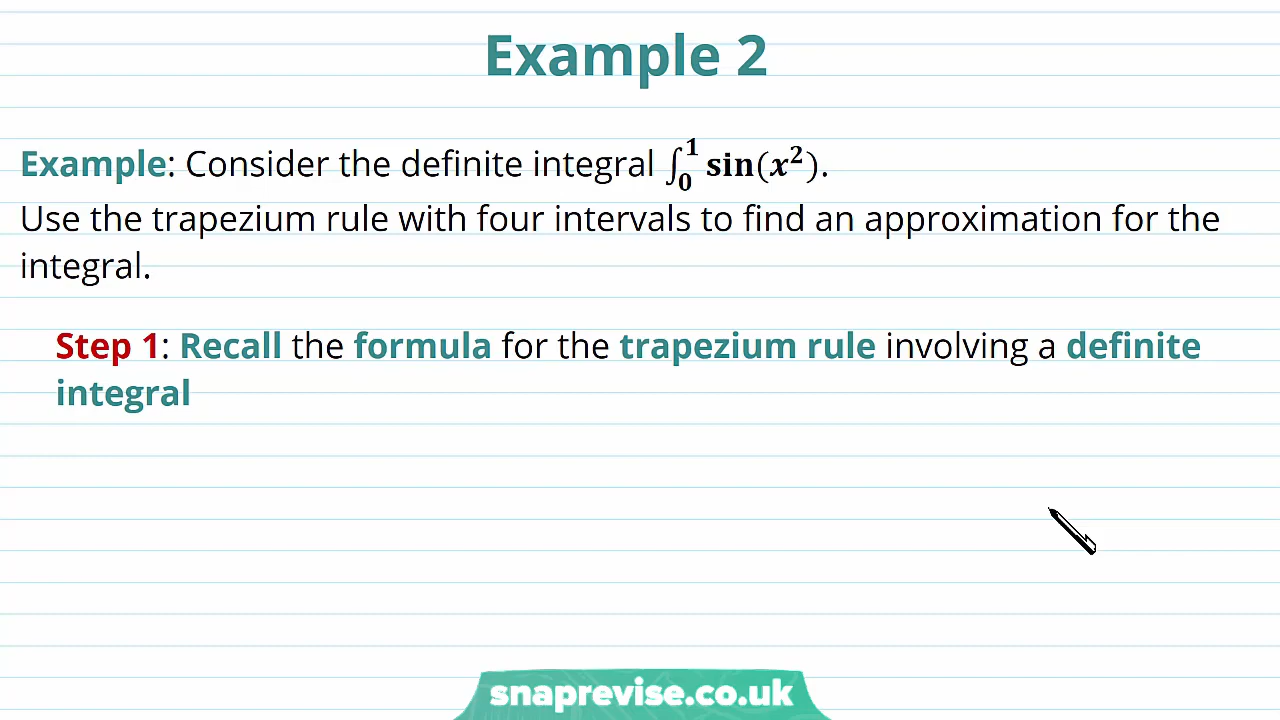 Example 2
Example: Consider the definite integral ∫₀¹ sin(x²).
Use the trapezium rule with four intervals to find an approximation for the
integral.
Step 1: Recall the formula for the trapezium rule involving a definite
integral
snaprevise.co.uk